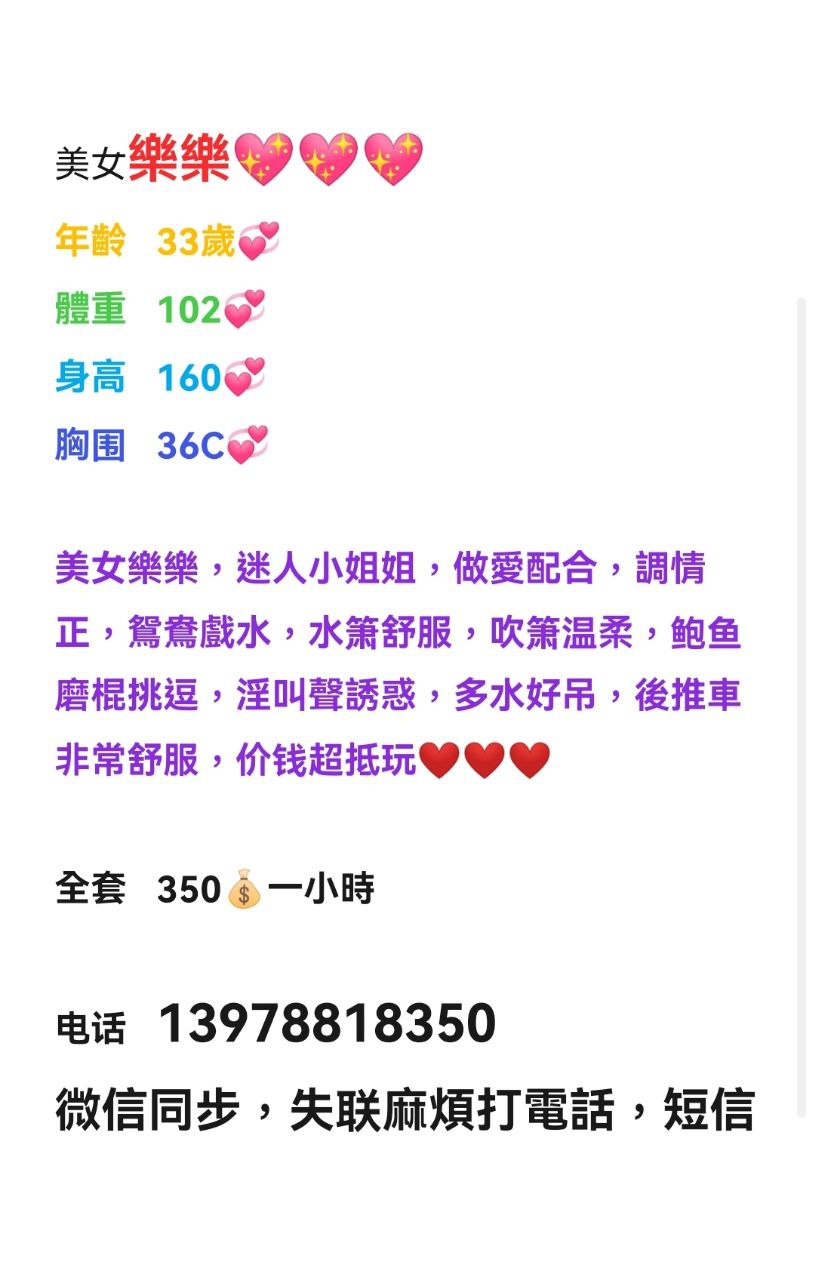 美女樂樂💖💖💖
年齡 33歲💞
體重 102💞
身高 160💞
胸围 36C💞
美女樂樂，迷人小姐姐，做愛配合，調情
正，鴛鴦戲水，水箫舒服，吹箫温柔，鲍鱼
磨棍挑逗，淫叫聲誘惑，多水好吊，後推車
非常舒服，价钱超抵玩❤️❤️❤️
全套 350💰一小時
电话 13978818350
微信同步，失联麻煩打電話，短信